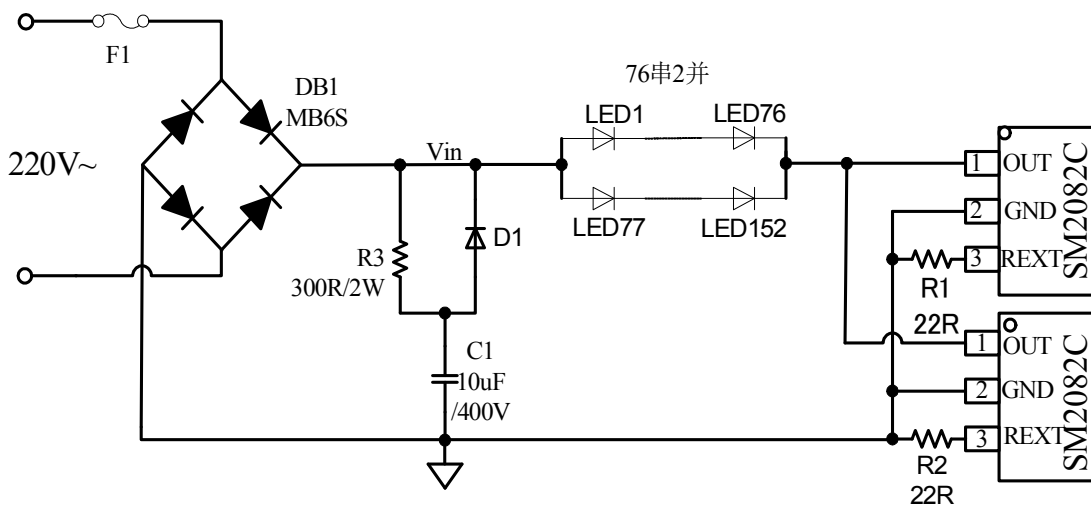 F1
DB1
MB6S
220V~
Vin
R3
300R/2W
D1
C1
10uF
/400V
76串2并
LED1
LED76
LED77
LED152
1
OUT
2
GND
3
REXT
SM2082C
R1
22R
1
OUT
2
GND
3
REXT
SM2082C
R2
22R